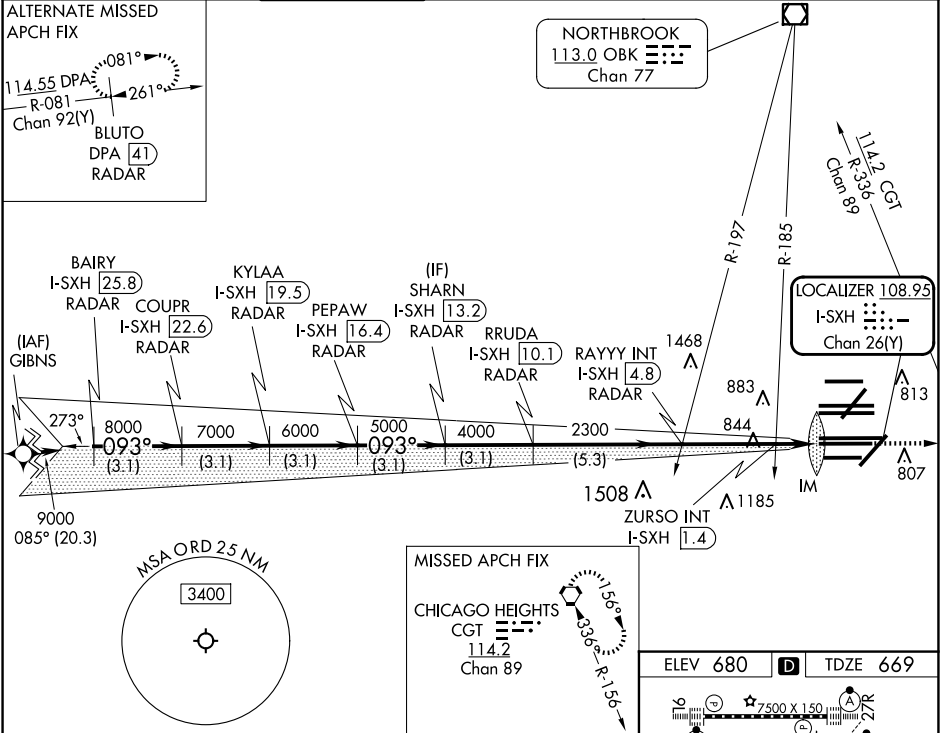 ALTERNATE MISSED
APCH FIX
081°
114.55 DPA
R-081
261°
Chan 92(Y)
BLUTO
DPA 41
RADAR
NORTHBROOK
113.0 OBK
Chan 77
114.2 CGT
R-336
Chan 89
R-197
R-185
LOCALIZER 108.95
I-SXH
Chan 26(Y)
(IAF)
GIBNS
BAIRY
I-SXH 25.8
RADAR
COUPR
I-SXH 22.6
RADAR
KYLAA
I-SXH 19.5
RADAR
PEPAW
I-SXH 16.4
RADAR
(IF)
SHARN
I-SXH 13.2
RADAR
RRUDA
I-SXH 10.1
RADAR
RAYYY INT
I-SXH 4.8
RADAR
1468
883
844
813
807
273°
8000
093°
(3.1)
7000
(3.1)
6000
(3.1)
5000
093°
(3.1)
4000
(3.1)
2300
(5.3)
9000
085° (20.3)
1508
1185
IM
ZURSO INT
I-SXH 1.4
MSA ORD 25 NM
3400
MISSED APCH FIX
CHICAGO HEIGHTS
CGT
114.2
Chan 89
156°
336°
R-156
ELEV 680
D
TDZE 669
9L
P
7500 X 150
A
27R
P